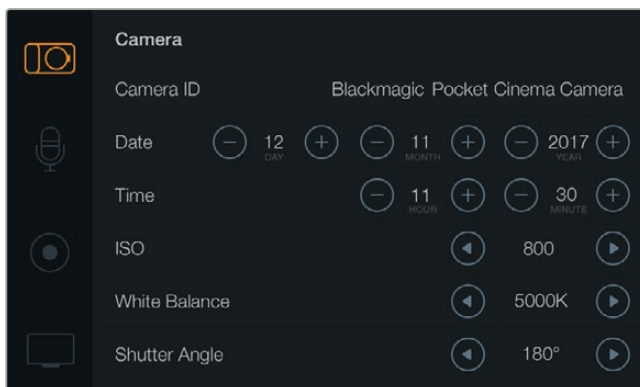 Camera
Camera ID Blackmagic Pocket Cinema Camera
Date 12 DAY 11 MONTH 2017 YEAR
Time 11 HOUR 30 MINUTE
ISO 800
White Balance 5000K
Shutter Angle 180°